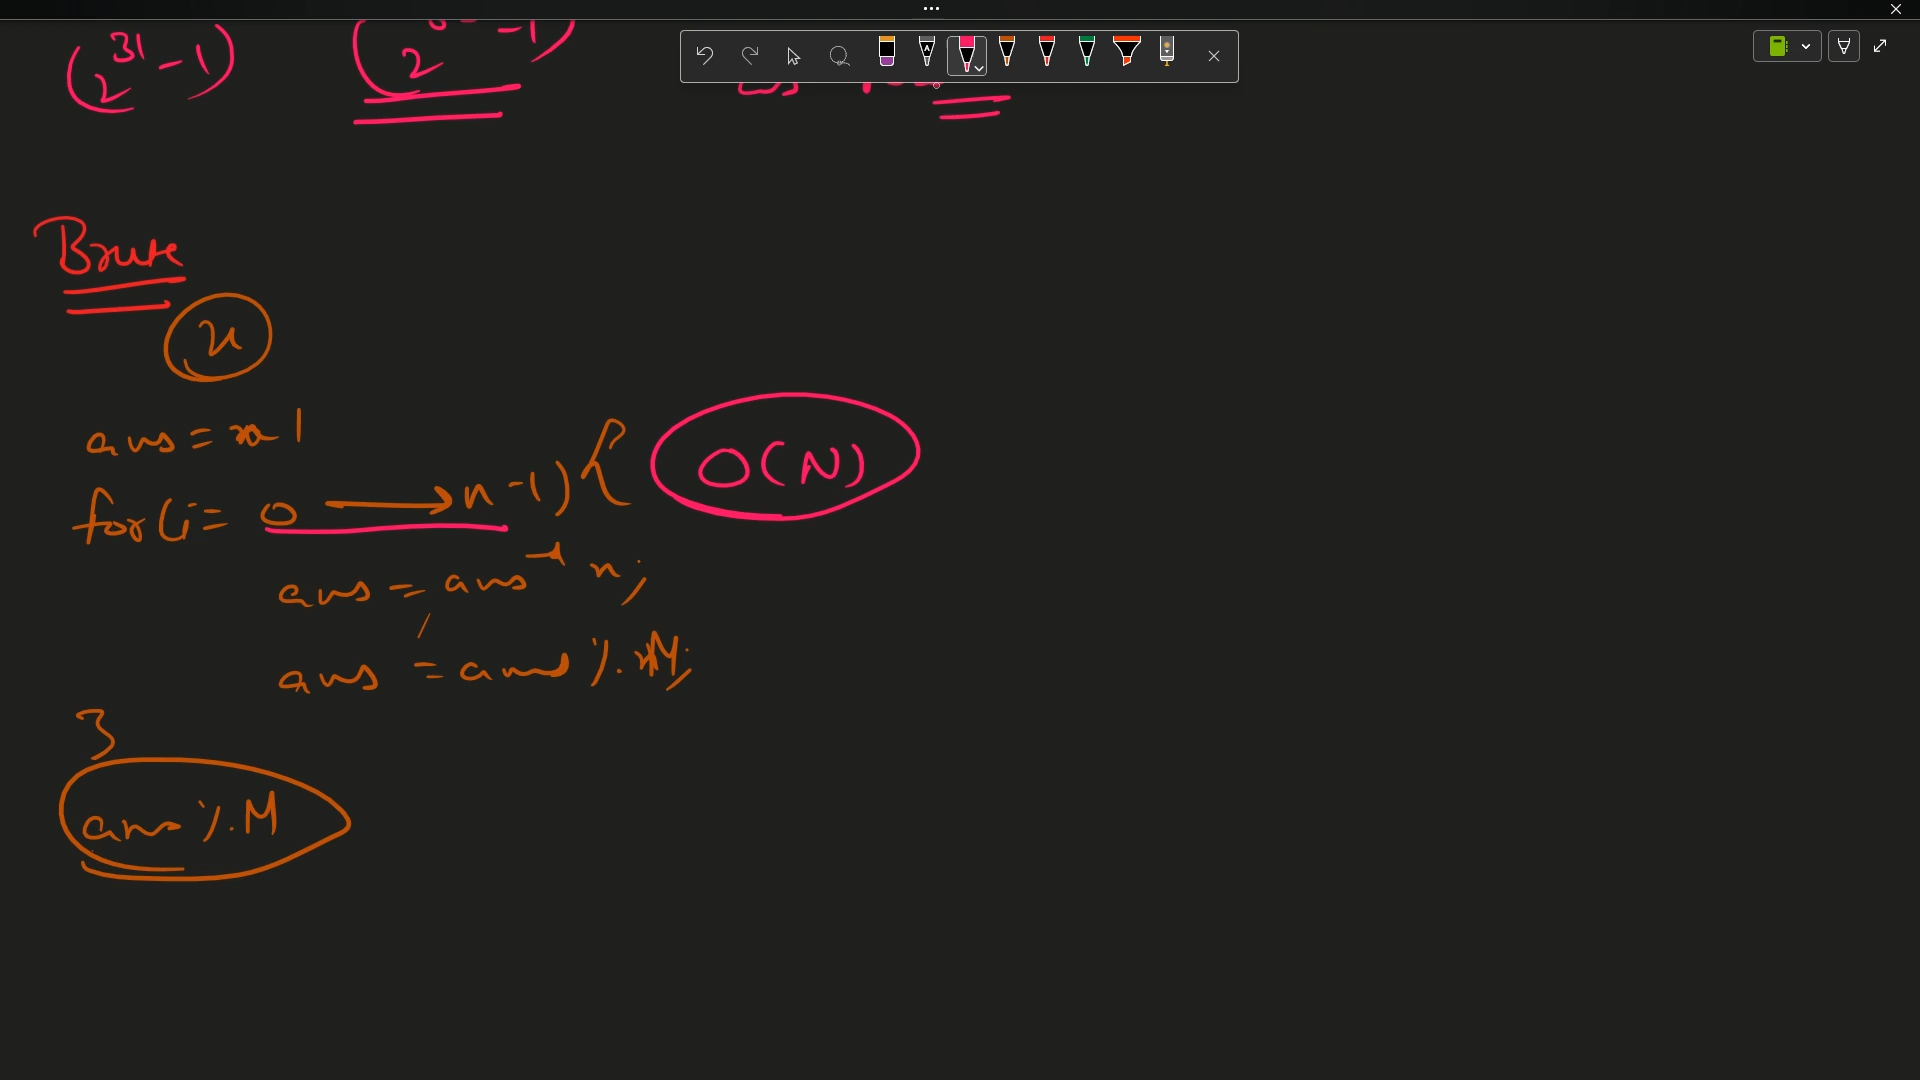 (2^31 - 1)
Brute
x
ans = 1
for(i = 0 → n-1){ O(N)
ans = ans * x;
ans = ans % M;
}
ans % M